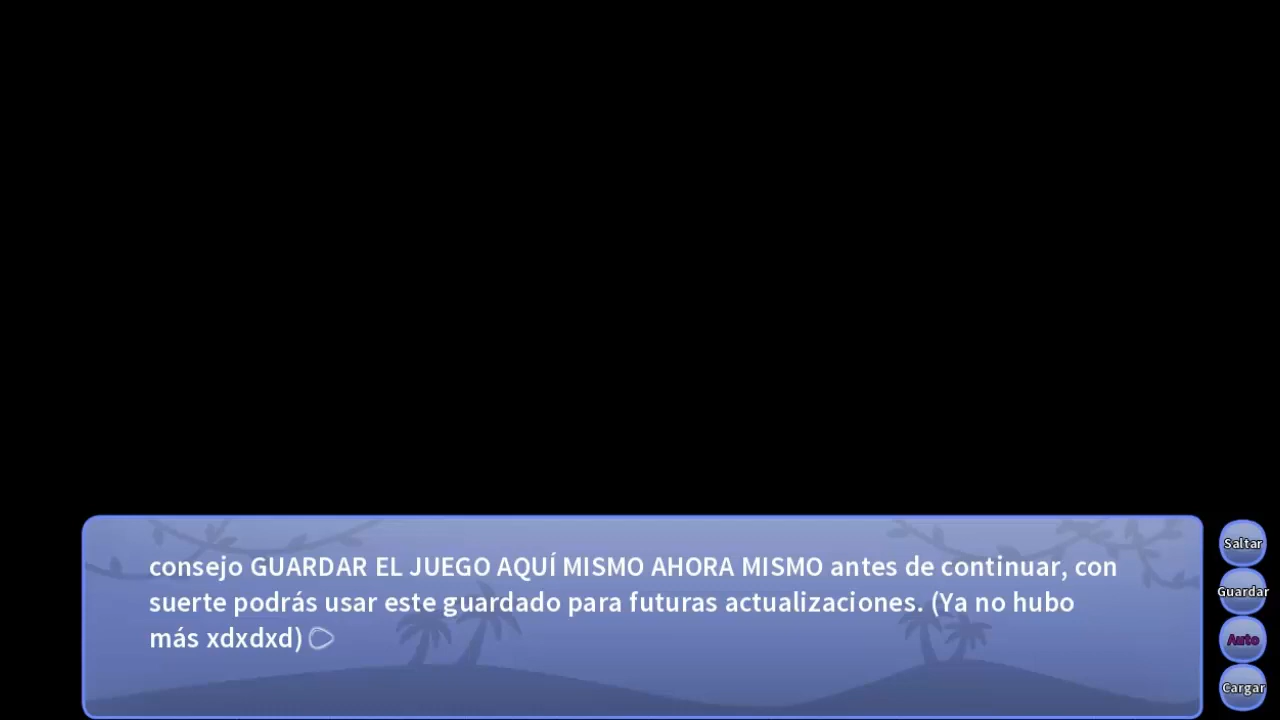 consejo GUARDAR EL JUEGO AQUÍ MISMO AHORA MISMO antes de continuar, con
suerte podrás usar este guardado para futuras actualizaciones. (Ya no hubo
más xdxdxd)
Saltar
Guardar
Auto
Cargar